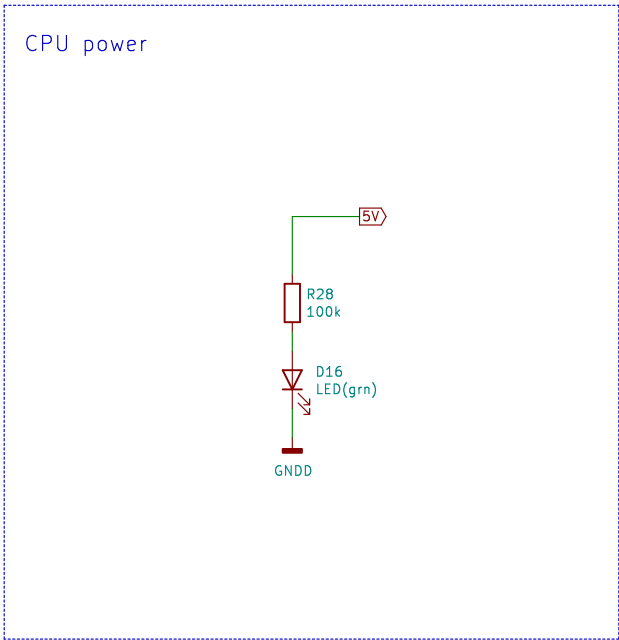 CPU power
5V
R28
100k
D16
LED(grn)
GNDD